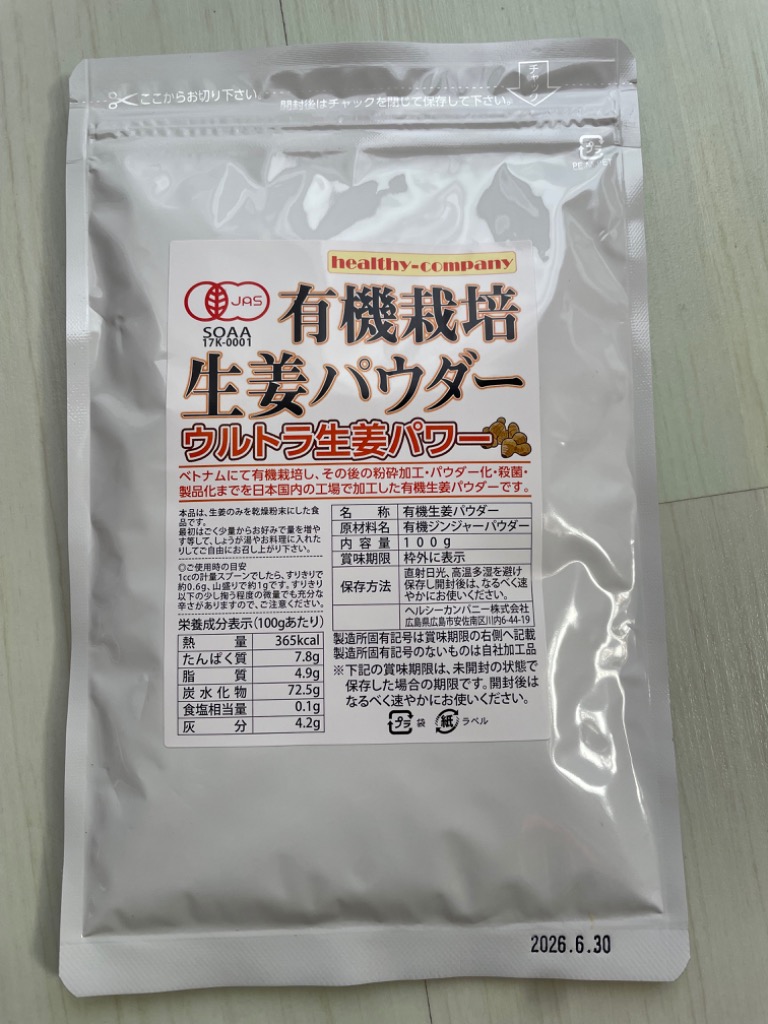 ここからお切り下さい。
開封後はチャックを閉じて保存して下さい。
チャック
プラ
healthy-company
JAS
SOAA
17K-0001
有機栽培
生姜パウダー
ウルトラ生姜パワー
ベトナムにて有機栽培し、その後の粉砕加工・パウダー化・殺菌・
製品化までを日本国内の工場で加工した有機生姜パウダーです。
本品は、生姜のみを乾燥粉末にした食
品です。
最初はごく少量からお好みで量を増や
す等して、しょうが湯やお料理に入れた
りしてご自由にお召し上がり下さい。
◎ご使用時の目安
1ccの計量スプーンでしたら、すりきりで
約0.6g、山盛りで約1gです。すりきり
以下の少し掬う程度の微量でも充分な
辛さがありますので、ご注意ください。
栄養成分表示(100gあたり)
熱量 365kcal
たんぱく質 7.8g
脂質 4.9g
炭水化物 72.5g
食塩相当量 0.1g
灰分 4.2g
名称 有機生姜パウダー
原材料名 有機ジンジャーパウダー
内容量 100g
賞味期限 枠外に表示
保存方法 直射日光、高温多湿を避け
保存し開封後は、なるべく速
やかにお使いください。
ヘルシーカンパニー株式会社
広島県広島市安佐南区川内6-44-19
製造所固有記号は賞味期限の右側へ記載
製造所固有記号のないものは自社加工品
※下記の賞味期限は、未開封の状態で
保存した場合の期限です。開封後は
なるべく速やかにお使いください。
プラ 袋 紙 ラベル
2026.6.30